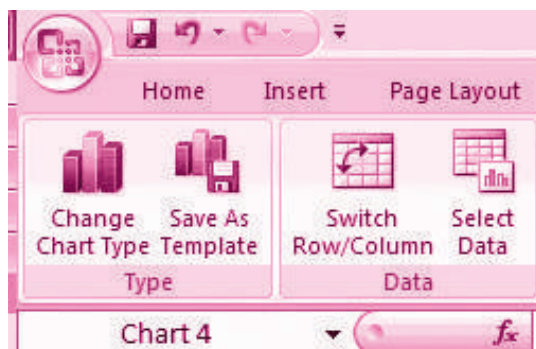 Home Insert Page Layout
Change Save As Switch Select
Chart Type Template Row/Column Data
Type Data
Chart 4 fx